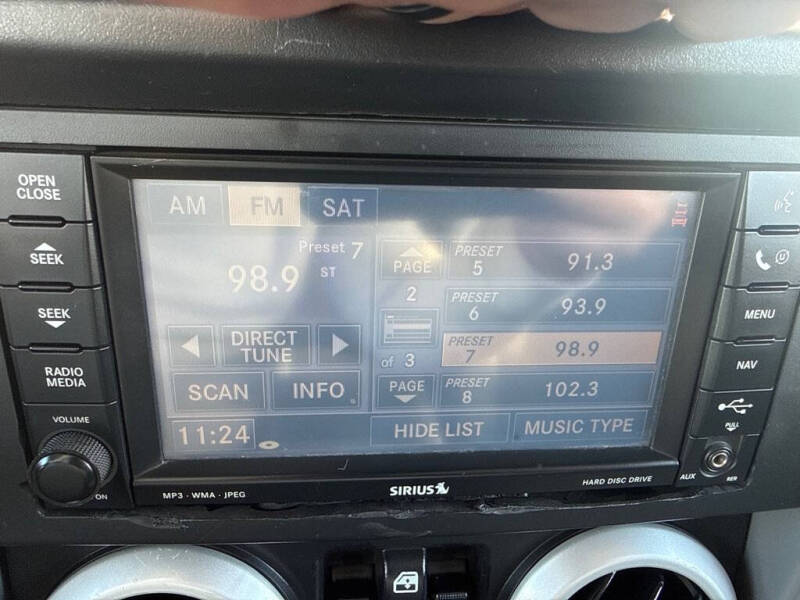 OPEN
CLOSE
SEEK
SEEK
RADIO
MEDIA
VOLUME
ON
AM FM SAT
Preset 7
98.9 ST
DIRECT
TUNE
SCAN INFO
11:24
PAGE
2
of 3
PAGE
PRESET
5 91.3
PRESET
6 93.9
PRESET
7 98.9
PRESET
8 102.3
HIDE LIST MUSIC TYPE
MENU
NAV
PULL
AUX
MP3 · WMA · JPEG
SIRIUS
HARD DISC DRIVE